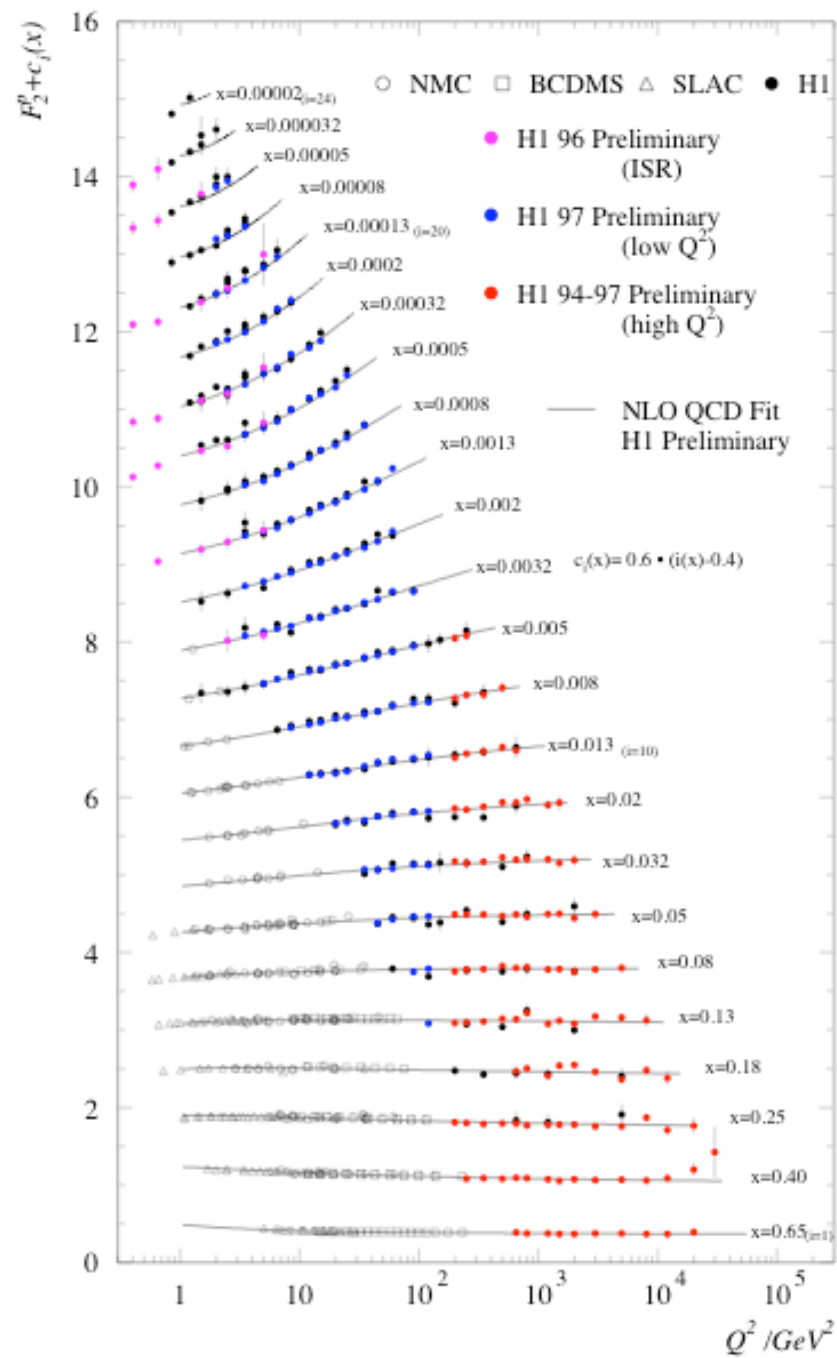 F₂ᵖ+cᵢ(x)
16
14
12
10
8
6
4
2
0
1
10
10²
10³
10⁴
10⁵
Q² /GeV²
NMC BCDMS SLAC H1
H1 96 Preliminary
(ISR)
H1 97 Preliminary
(low Q²)
H1 94-97 Preliminary
(high Q²)
NLO QCD Fit
H1 Preliminary
cᵢ(x)= 0.6 • (i(x)-0.4)
x=0.00002(i=24)
x=0.000032
x=0.00005
x=0.00008
x=0.00013 (i=20)
x=0.0002
x=0.00032
x=0.0005
x=0.0008
x=0.0013
x=0.002
x=0.0032
x=0.005
x=0.008
x=0.013 (i=10)
x=0.02
x=0.032
x=0.05
x=0.08
x=0.13
x=0.18
x=0.25
x=0.40
x=0.65(i=1)